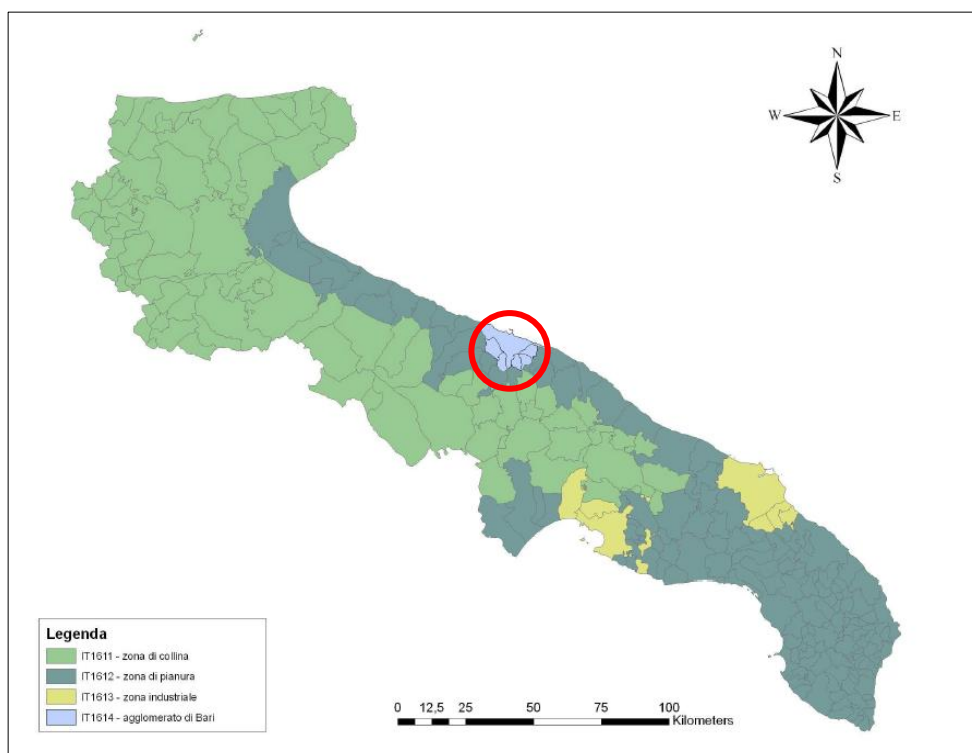 N
W
E
S
Legenda
IT1611 - zona di collina
IT1612 - zona di pianura
IT1613 - zona industriale
IT1614 - agglomerato di Bari
0 12,5 25 50 75 100
Kilometers